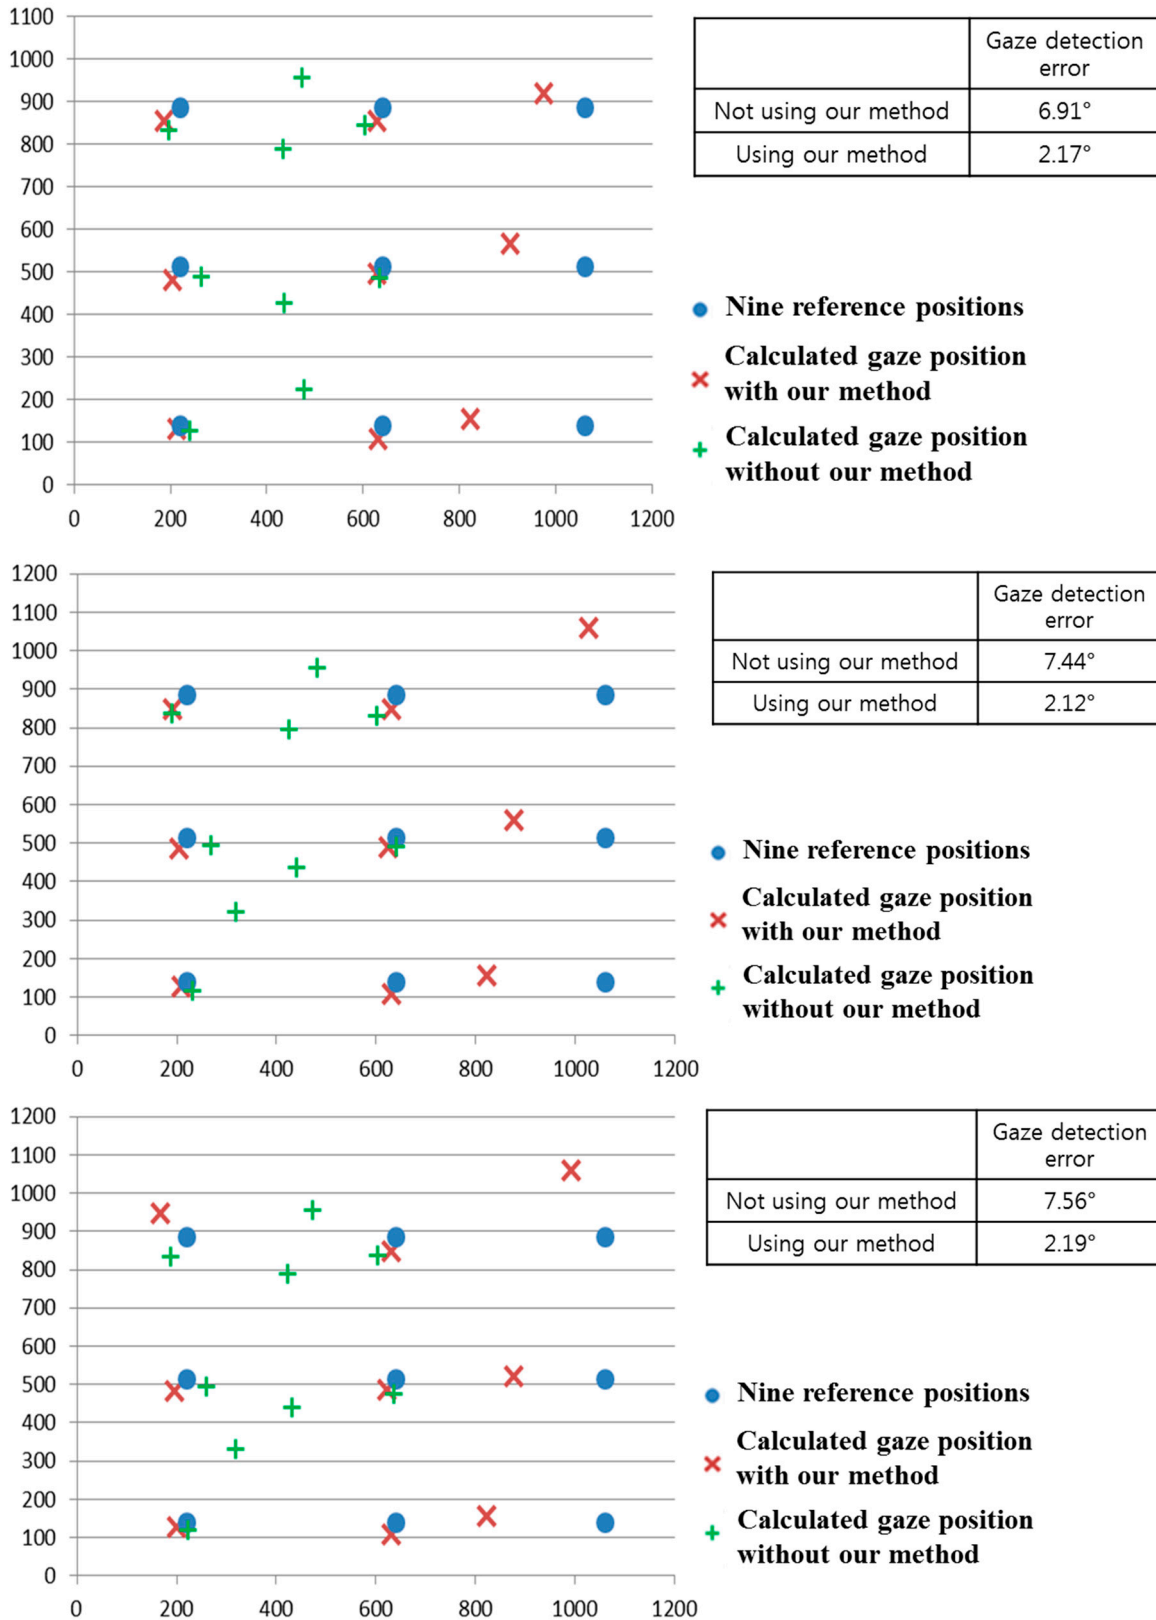 1100
1000
900
800
700
600
500
400
300
200
100
0
0 200 400 600 800 1000 1200
Gaze detection
error
Not using our method 6.91°
Using our method 2.17°
Nine reference positions
Calculated gaze position
with our method
Calculated gaze position
without our method
1200
1100
1000
900
800
700
600
500
400
300
200
100
0
0 200 400 600 800 1000 1200
Gaze detection
error
Not using our method 7.44°
Using our method 2.12°
Nine reference positions
Calculated gaze position
with our method
Calculated gaze position
without our method
1200
1100
1000
900
800
700
600
500
400
300
200
100
0
0 200 400 600 800 1000 1200
Gaze detection
error
Not using our method 7.56°
Using our method 2.19°
Nine reference positions
Calculated gaze position
with our method
Calculated gaze position
without our method